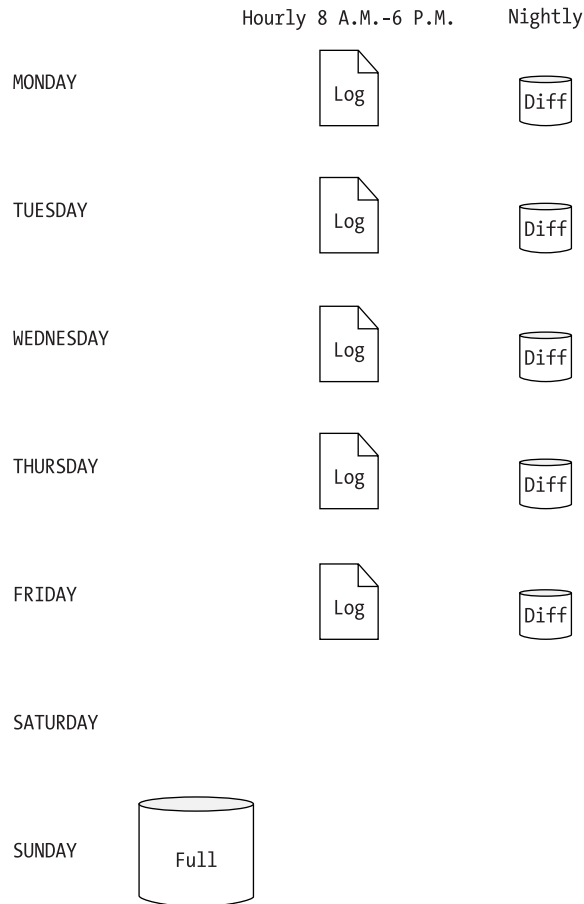 Hourly 8 A.M.-6 P.M. Nightly
MONDAY Log Diff
TUESDAY Log Diff
WEDNESDAY Log Diff
THURSDAY Log Diff
FRIDAY Log Diff
SATURDAY
SUNDAY Full